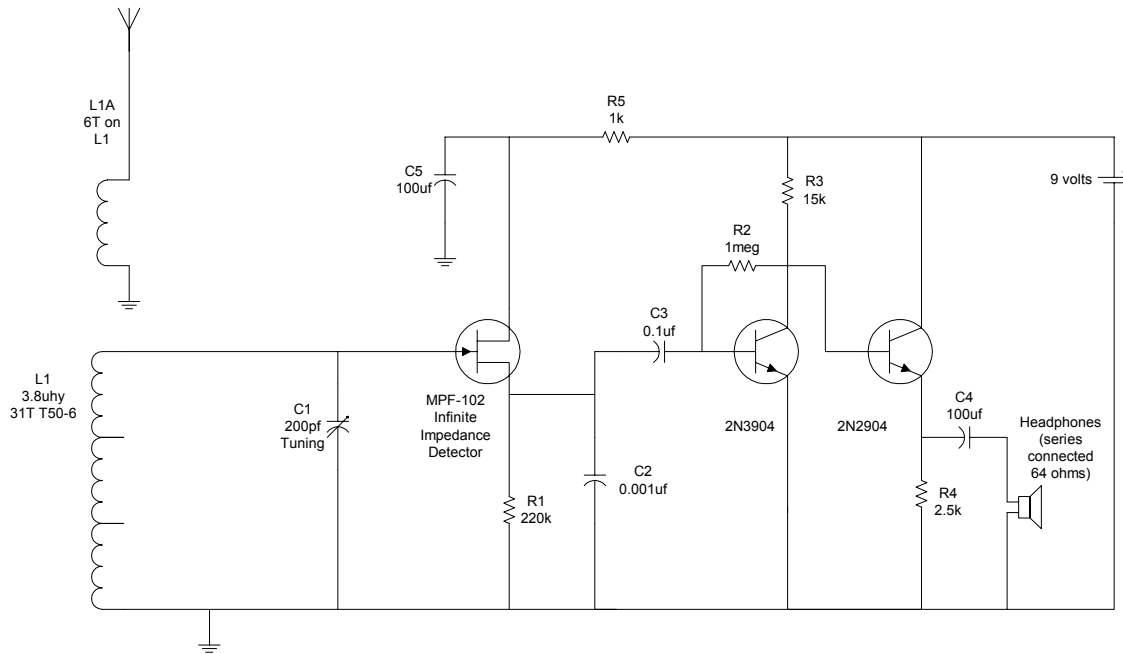 L1A
6T on
L1
R5
1k
C5
100uf
R3
15k
9 volts
+
R2
1meg
C3
0.1uf
L1
3.8uhy
31T T50-6
C1
200pf
Tuning
MPF-102
Infinite
Impedance
Detector
2N3904
2N2904
C4
100uf
Headphones
(series
connected
64 ohms)
C2
0.001uf
R1
220k
R4
2.5k